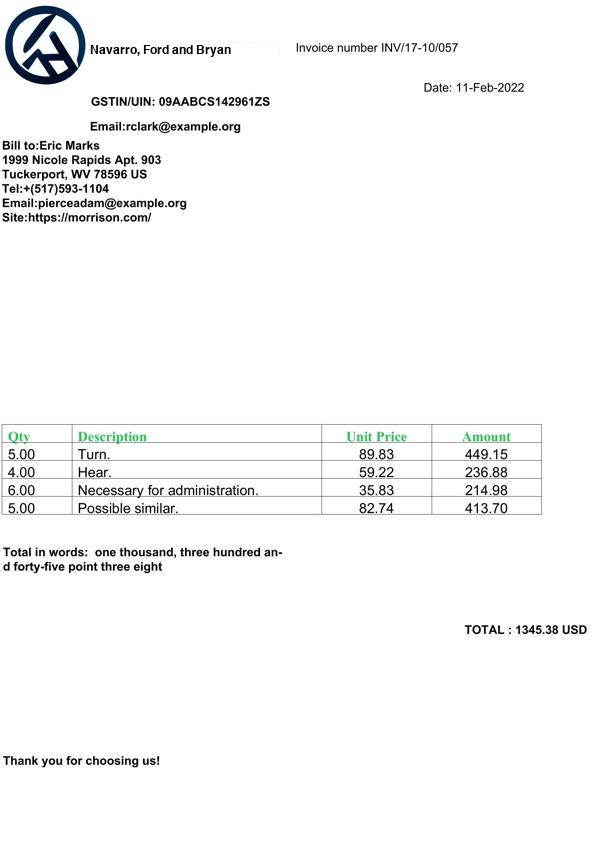 Navarro, Ford and Bryan
Invoice number INV/17-10/057
Date: 11-Feb-2022
GSTIN/UIN: 09AABCS142961ZS
Email:rclark@example.org
Bill to:Eric Marks
1999 Nicole Rapids Apt. 903
Tuckerport, WV 78596 US
Tel:+(517)593-1104
Email:pierceadam@example.org
Site:https://morrison.com/
Qty Description Unit Price Amount
5.00 Turn. 89.83 449.15
4.00 Hear. 59.22 236.88
6.00 Necessary for administration. 35.83 214.98
5.00 Possible similar. 82.74 413.70
Total in words:  one thousand, three hundred an-
d forty-five point three eight
TOTAL : 1345.38 USD
Thank you for choosing us!